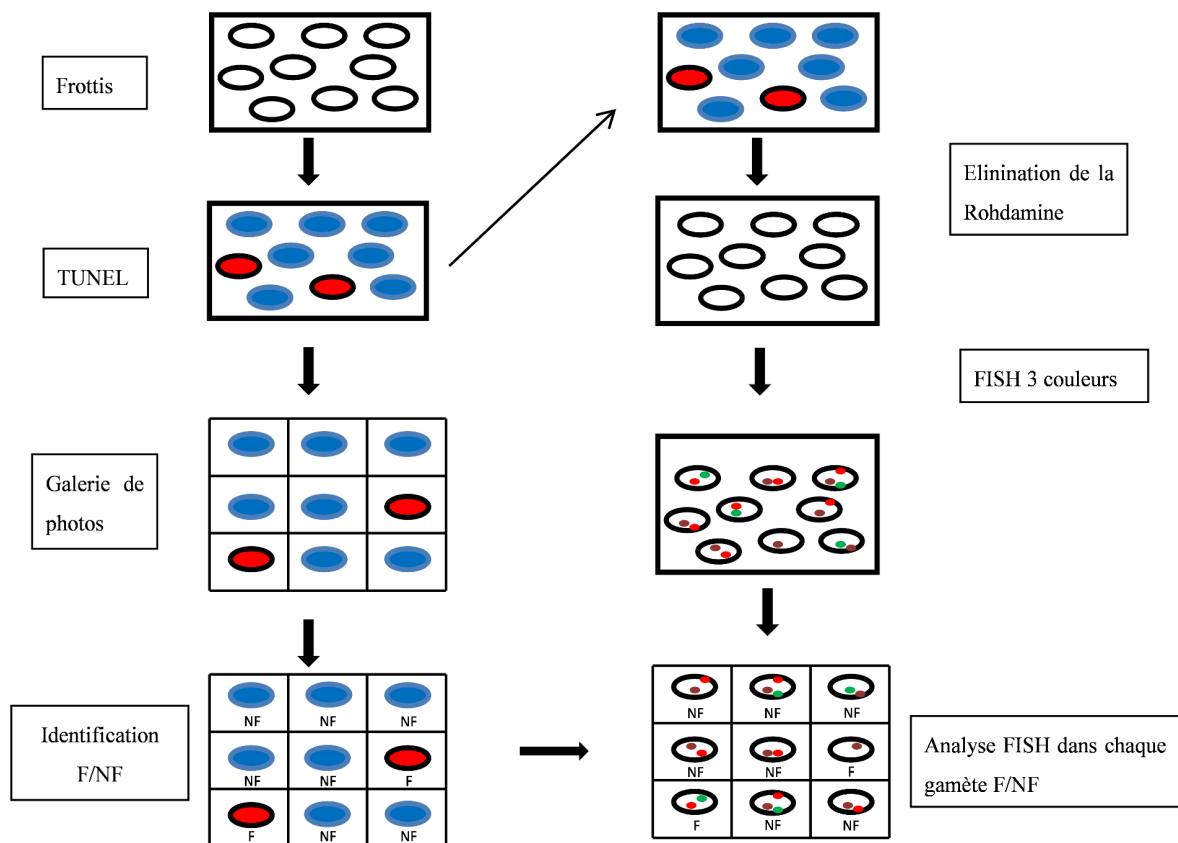 Frottis
TUNEL
Galerie de
photos
Identification
F/NF
NF NF NF
NF NF F
F NF NF
Elinination de la
Rohdamine
FISH 3 couleurs
NF NF NF
NF NF F
F NF NF
Analyse FISH dans chaque
gamète F/NF